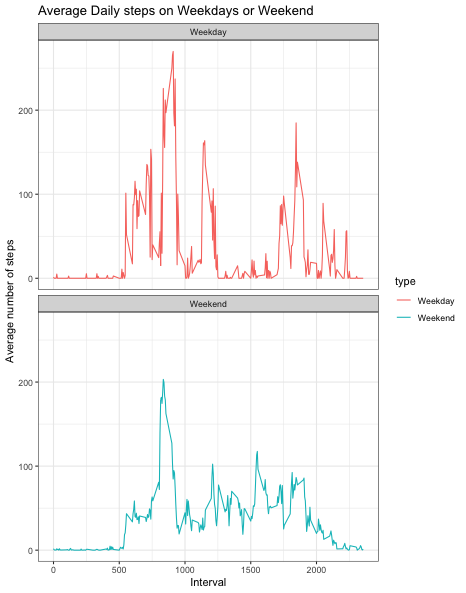 Average Daily steps on Weekdays or Weekend
Weekday
200
100
0
Weekend
200
100
0
Average number of steps
0 500 1000 1500 2000
Interval
type
Weekday
Weekend